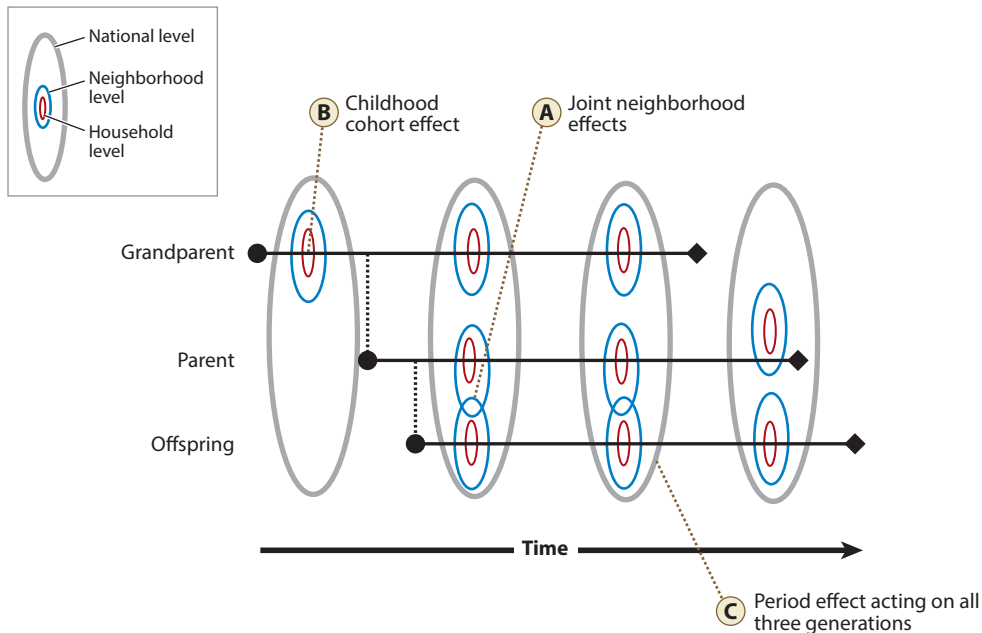 National level
Neighborhood
level
Household
level
B
Childhood
cohort effect
A
Joint neighborhood
effects
Grandparent
Parent
Offspring
Time
C
Period effect acting on all
three generations